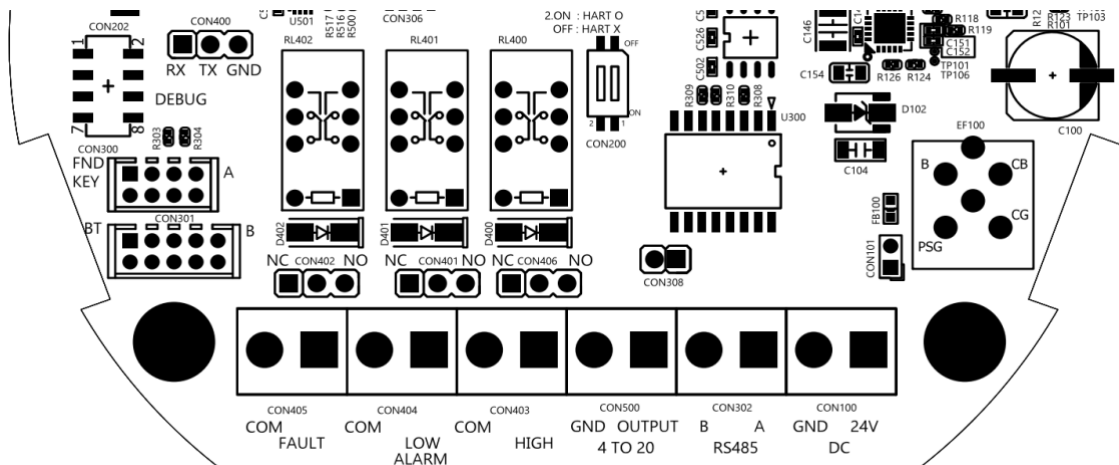 CON202
CON400
1
2
RX TX GND
DEBUG
7
8
R303
R304
U501
R517
R516
R500
CON306
RL402
RL401
RL400
2.ON : HART O
OFF : HART X
OFF
ON
2
1
CON200
C526
C502
R309
R310
R308
U300
C146
C154
R126
R124
R118
R119
C151
C152
TP101
TP106
R123
R101
TP103
D102
C104
C100
EF100
B
CB
CG
PSG
FB100
CON101
CON300
FND
KEY
A
CON301
BT
B
D402
D401
D400
NC CON402 NO
NC CON401 NO
NC CON406 NO
CON308
CON405
CON404
CON403
CON500
CON302
CON100
COM
FAULT
COM
LOW
ALARM
COM
HIGH
GND OUTPUT
4 TO 20
B A
RS485
GND 24V
DC